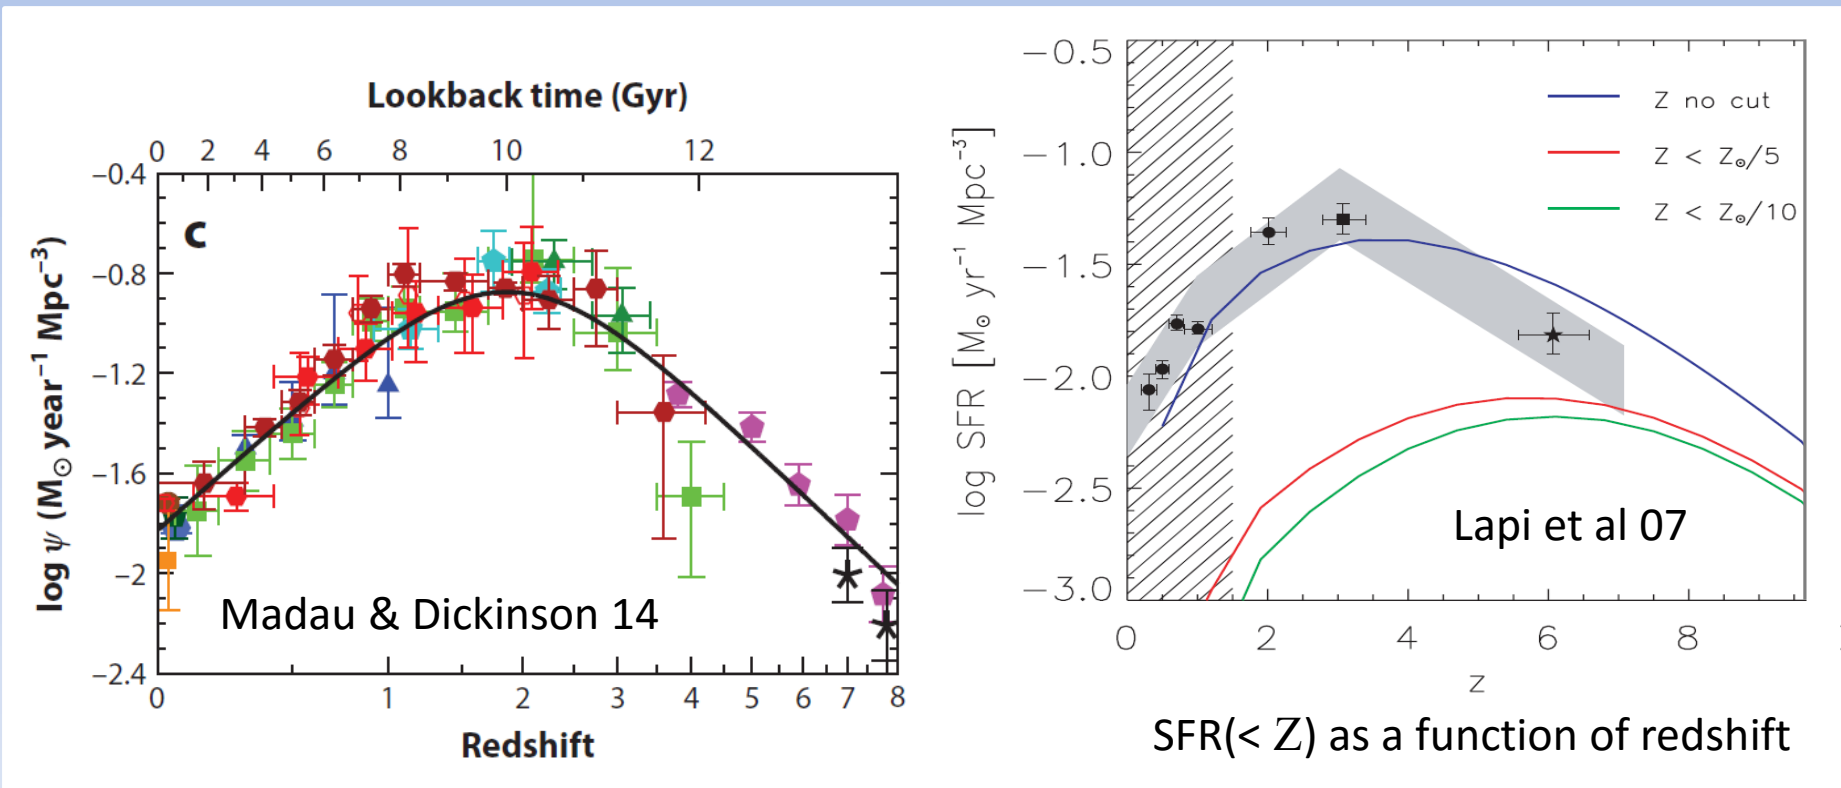 Lookback time (Gyr)
0 2 4 6 8 10 12
−0.4
−0.8
−1.2
−1.6
−2
−2.4
log ψ (M⊙ year⁻¹ Mpc⁻³)
c
Madau & Dickinson 14
0 1 2 3 4 5 6 7 8
Redshift
−0.5
−1.0
−1.5
−2.0
−2.5
−3.0
log SFR [M⊙ yr⁻¹ Mpc⁻³]
Z no cut
Z < Z⊙/5
Z < Z⊙/10
Lapi et al 07
0 2 4 6 8
z
SFR(< Z) as a function of redshift